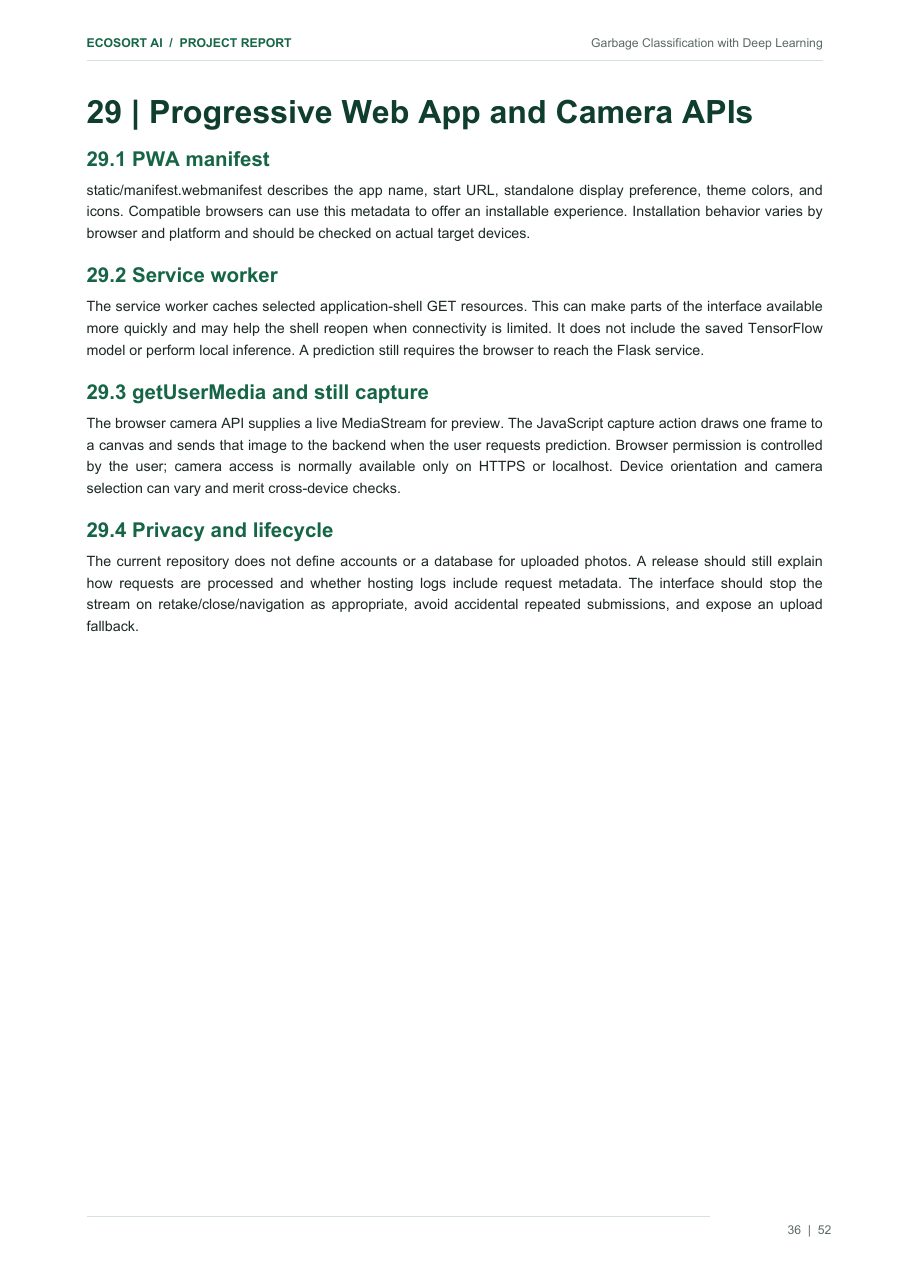 ECOSORT AI / PROJECT REPORT
Garbage Classification with Deep Learning
29 | Progressive Web App and Camera APIs
29.1 PWA manifest
static/manifest.webmanifest describes the app name, start URL, standalone display preference, theme colors, and
icons. Compatible browsers can use this metadata to offer an installable experience. Installation behavior varies by
browser and platform and should be checked on actual target devices.
29.2 Service worker
The service worker caches selected application-shell GET resources. This can make parts of the interface available
more quickly and may help the shell reopen when connectivity is limited. It does not include the saved TensorFlow
model or perform local inference. A prediction still requires the browser to reach the Flask service.
29.3 getUserMedia and still capture
The browser camera API supplies a live MediaStream for preview. The JavaScript capture action draws one frame to
a canvas and sends that image to the backend when the user requests prediction. Browser permission is controlled
by the user; camera access is normally available only on HTTPS or localhost. Device orientation and camera
selection can vary and merit cross-device checks.
29.4 Privacy and lifecycle
The current repository does not define accounts or a database for uploaded photos. A release should still explain
how requests are processed and whether hosting logs include request metadata. The interface should stop the
stream on retake/close/navigation as appropriate, avoid accidental repeated submissions, and expose an upload
fallback.
36 | 52